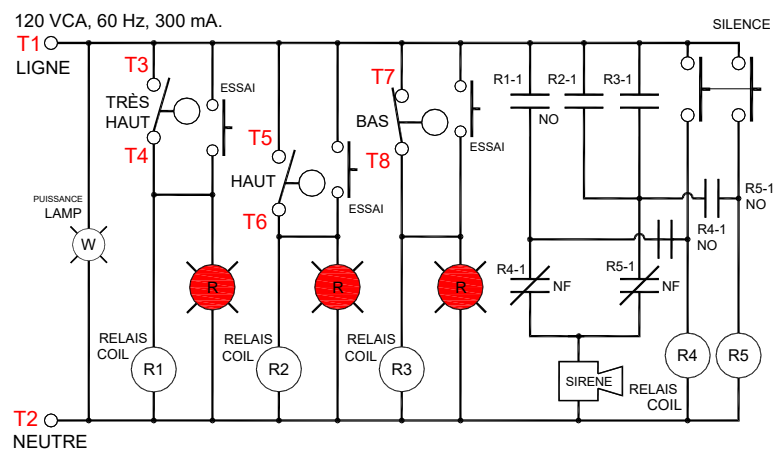 120 VCA, 60 Hz, 300 mA.
SILENCE
T1
LIGNE
T3
TRÈS
HAUT
T4
ESSAI
T5
HAUT
T6
ESSAI
T7
BAS
T8
ESSAI
R1-1
NO
R2-1
R3-1
R5-1
NO
R4-1
NO
PUISSANCE
LAMP
W
R
R
R
R4-1
NF
R5-1
NF
RELAIS
COIL
R1
RELAIS
COIL
R2
RELAIS
COIL
R3
SIRENE
RELAIS
COIL
R4
R5
T2
NEUTRE